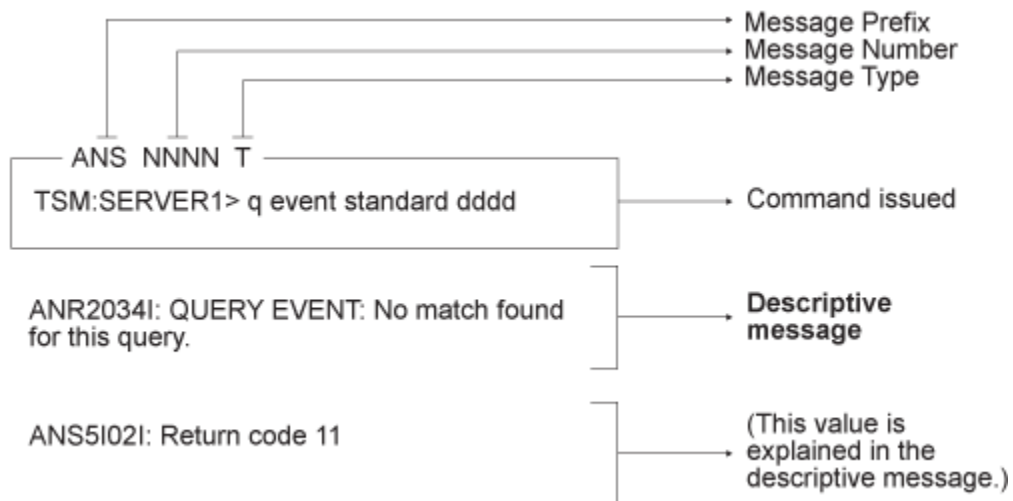 Message Prefix
Message Number
Message Type
ANS NNNN T
TSM:SERVER1> q event standard dddd
Command issued
ANR2034I: QUERY EVENT: No match found
for this query.
Descriptive
message
ANS5I02I: Return code 11
(This value is
explained in the
descriptive message.)